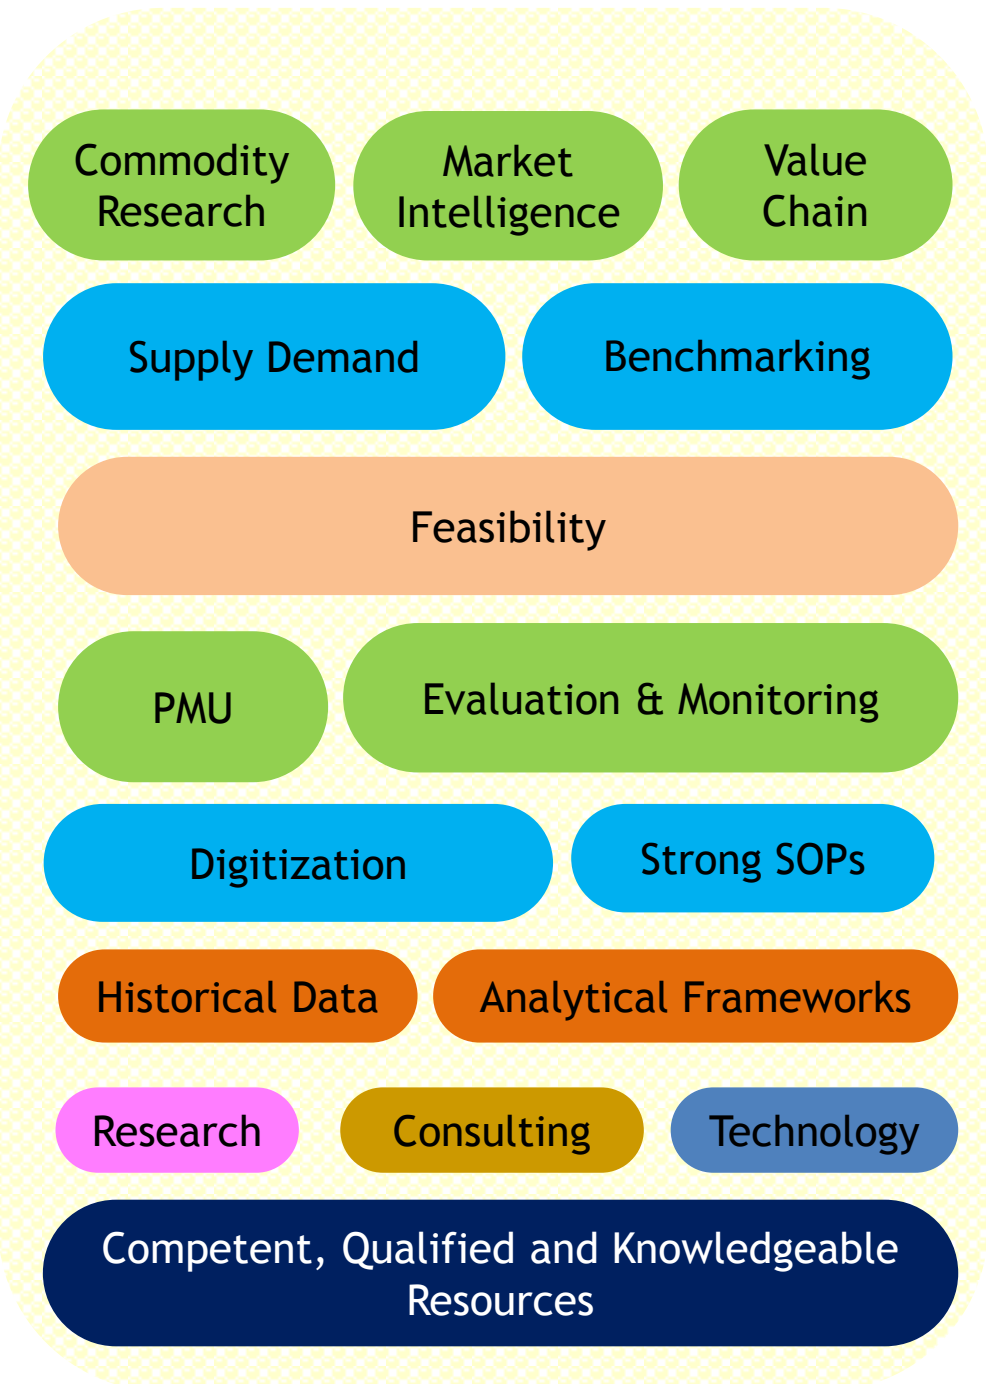 Commodity
Research
Market
Intelligence
Value
Chain
Supply Demand
Benchmarking
Feasibility
PMU
Evaluation & Monitoring
Digitization
Strong SOPs
Historical Data
Analytical Frameworks
Research
Consulting
Technology
Competent, Qualified and Knowledgeable
Resources